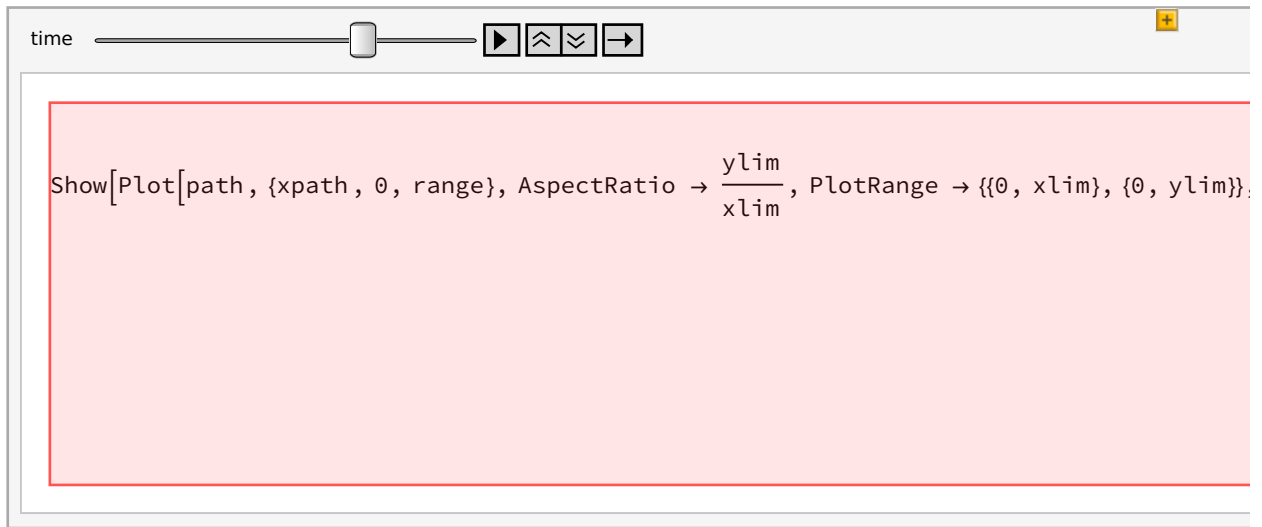 time
Show[Plot[path, {xpath, 0, range}, AspectRatio → ylim/xlim, PlotRange → {{0, xlim}, {0, ylim}},